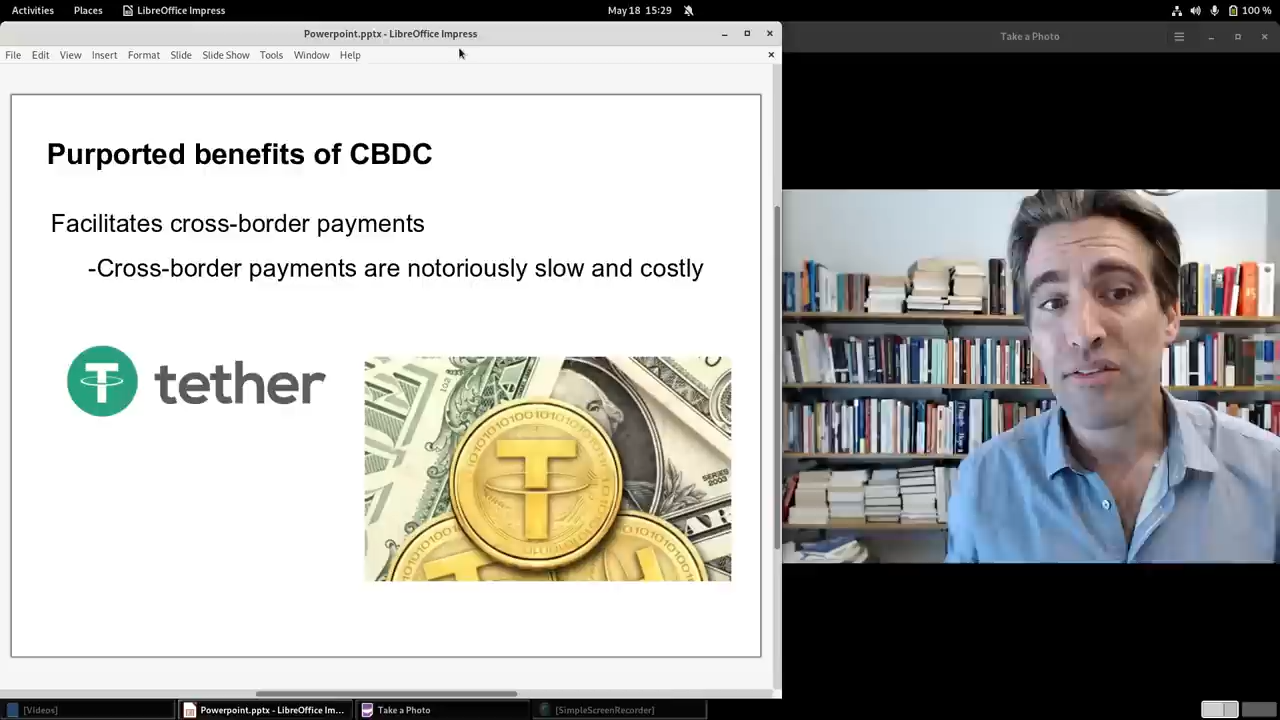 Activities Places LibreOffice Impress May 18 15:29 100 %
Powerpoint.pptx - LibreOffice Impress
Take a Photo
File Edit View Insert Format Slide Slide Show Tools Window Help
Purported benefits of CBDC
Facilitates cross-border payments
-Cross-border payments are notoriously slow and costly
tether
SERIES
2003
[Videos] Powerpoint.pptx - LibreOffice Im... Take a Photo [SimpleScreenRecorder]